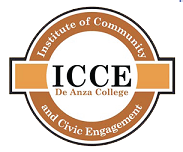 Institute of Community
ICCE
De Anza College
and Civic Engagement